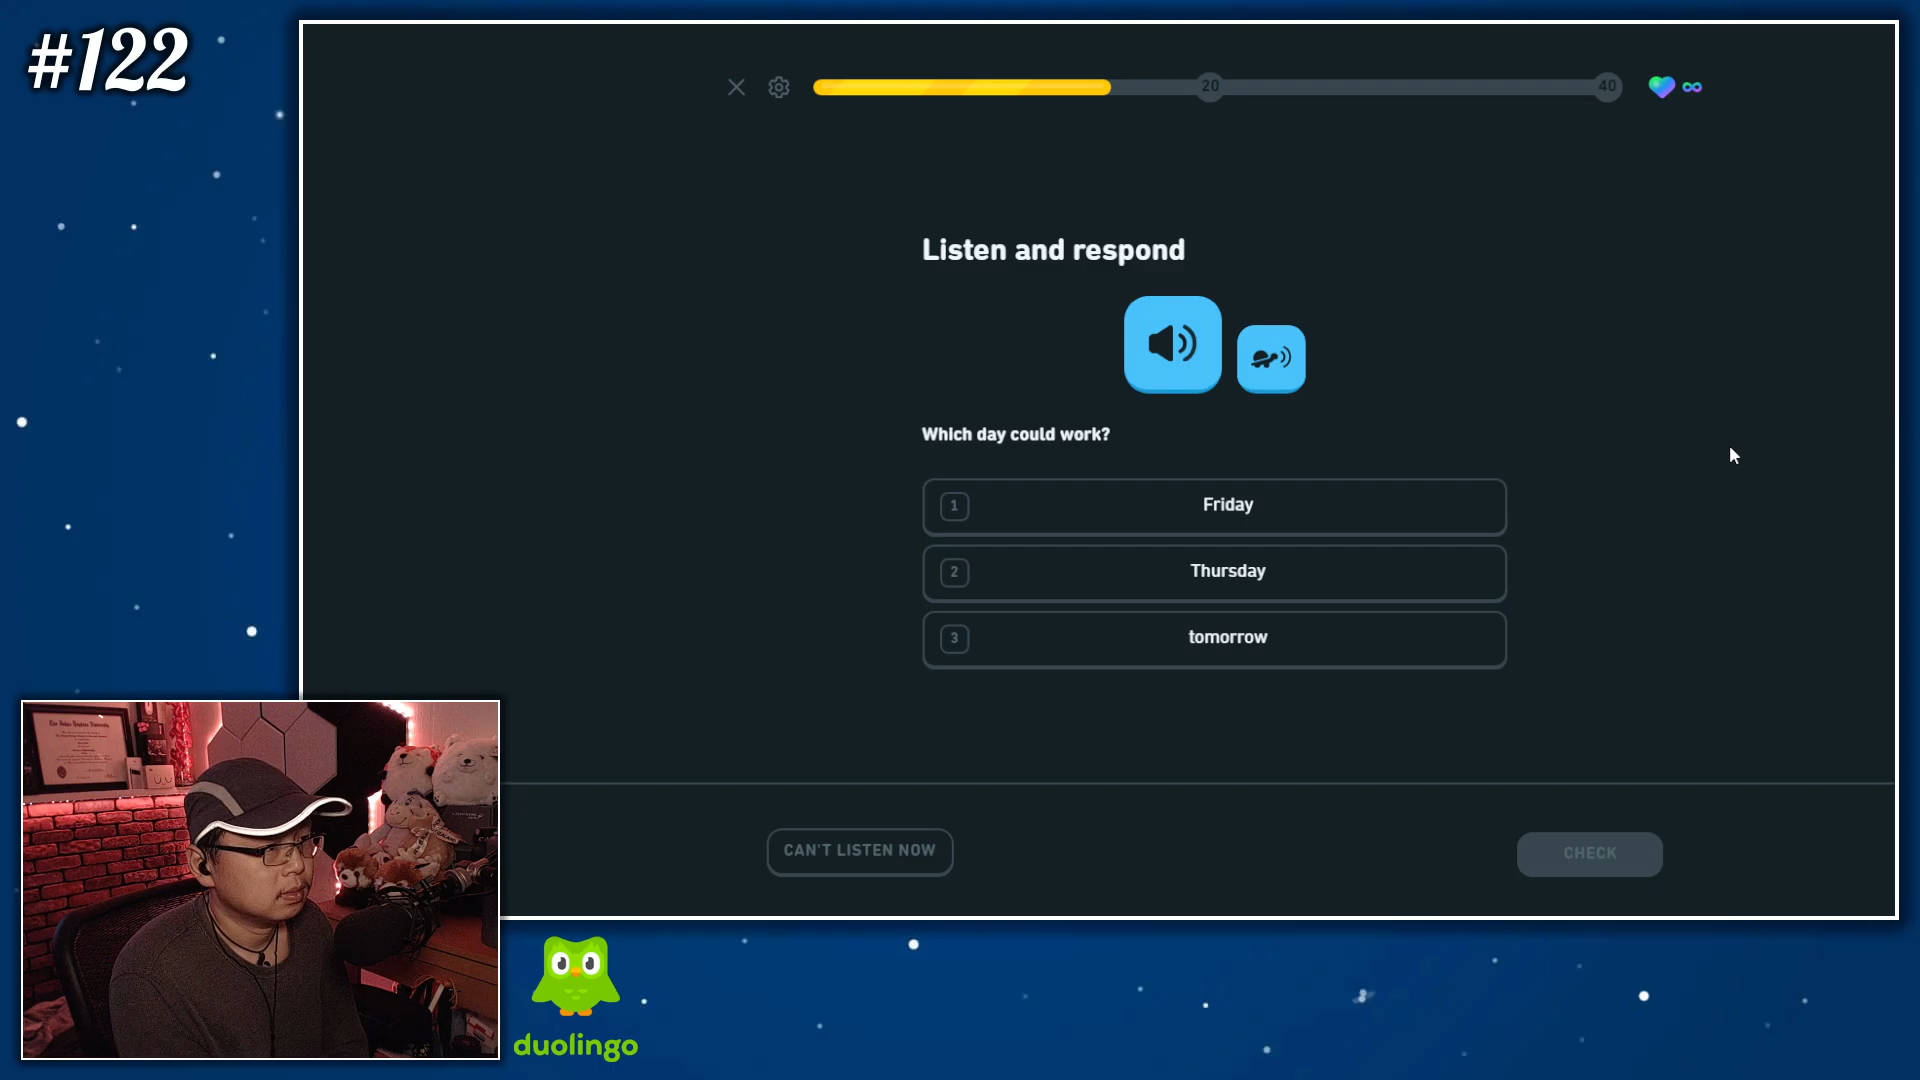 #122
20
40
Listen and respond
Which day could work?
1
Friday
2
Thursday
3
tomorrow
CAN'T LISTEN NOW
CHECK
duolingo